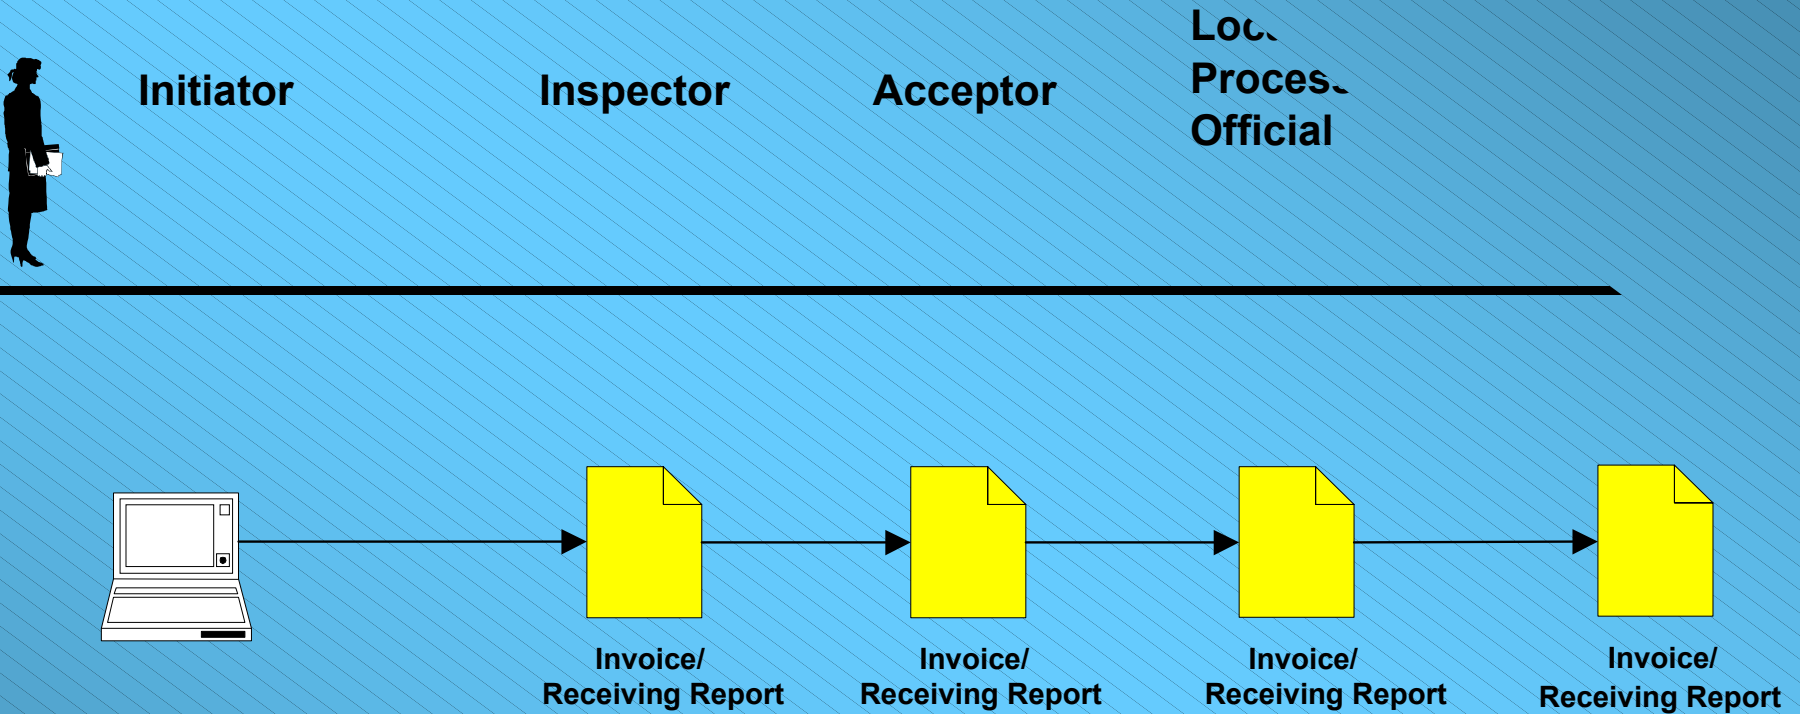 Initiator
Inspector
Acceptor
Official
Invoice/
Receiving Report
Invoice/
Receiving Report
Invoice/
Receiving Report
Invoice/
Receiving Report